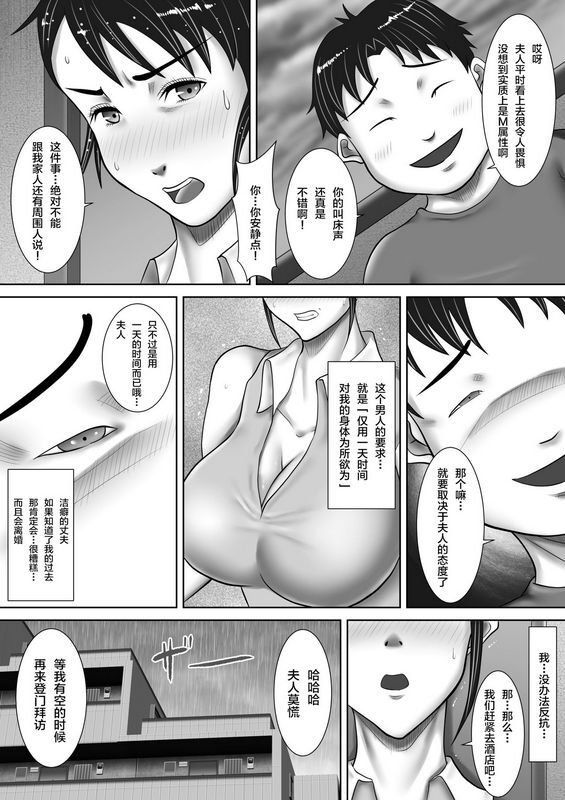 哎呀
夫人平时看上去很令人畏惧
没想到实质上是M属性啊
你的叫床声
还真是
不错啊！
你…你安静点！
这件事…绝对不能
跟我家人还有周围人说！
那个嘛…
就要取决于夫人的态度了
这个男人的要求…
就是「仅用一天时间
对我的身体为所欲为」
只不过是用
一天的时间而已哦…
夫人
洁癖的丈夫
如果知道了我的过去
那肯定会…很糟糕…
而且会离婚
我…没办法反抗…
那…那么…
我们赶紧去酒店吧…
ザーー
哈哈哈
夫人莫慌
等我有空的时候
再来登门拜访